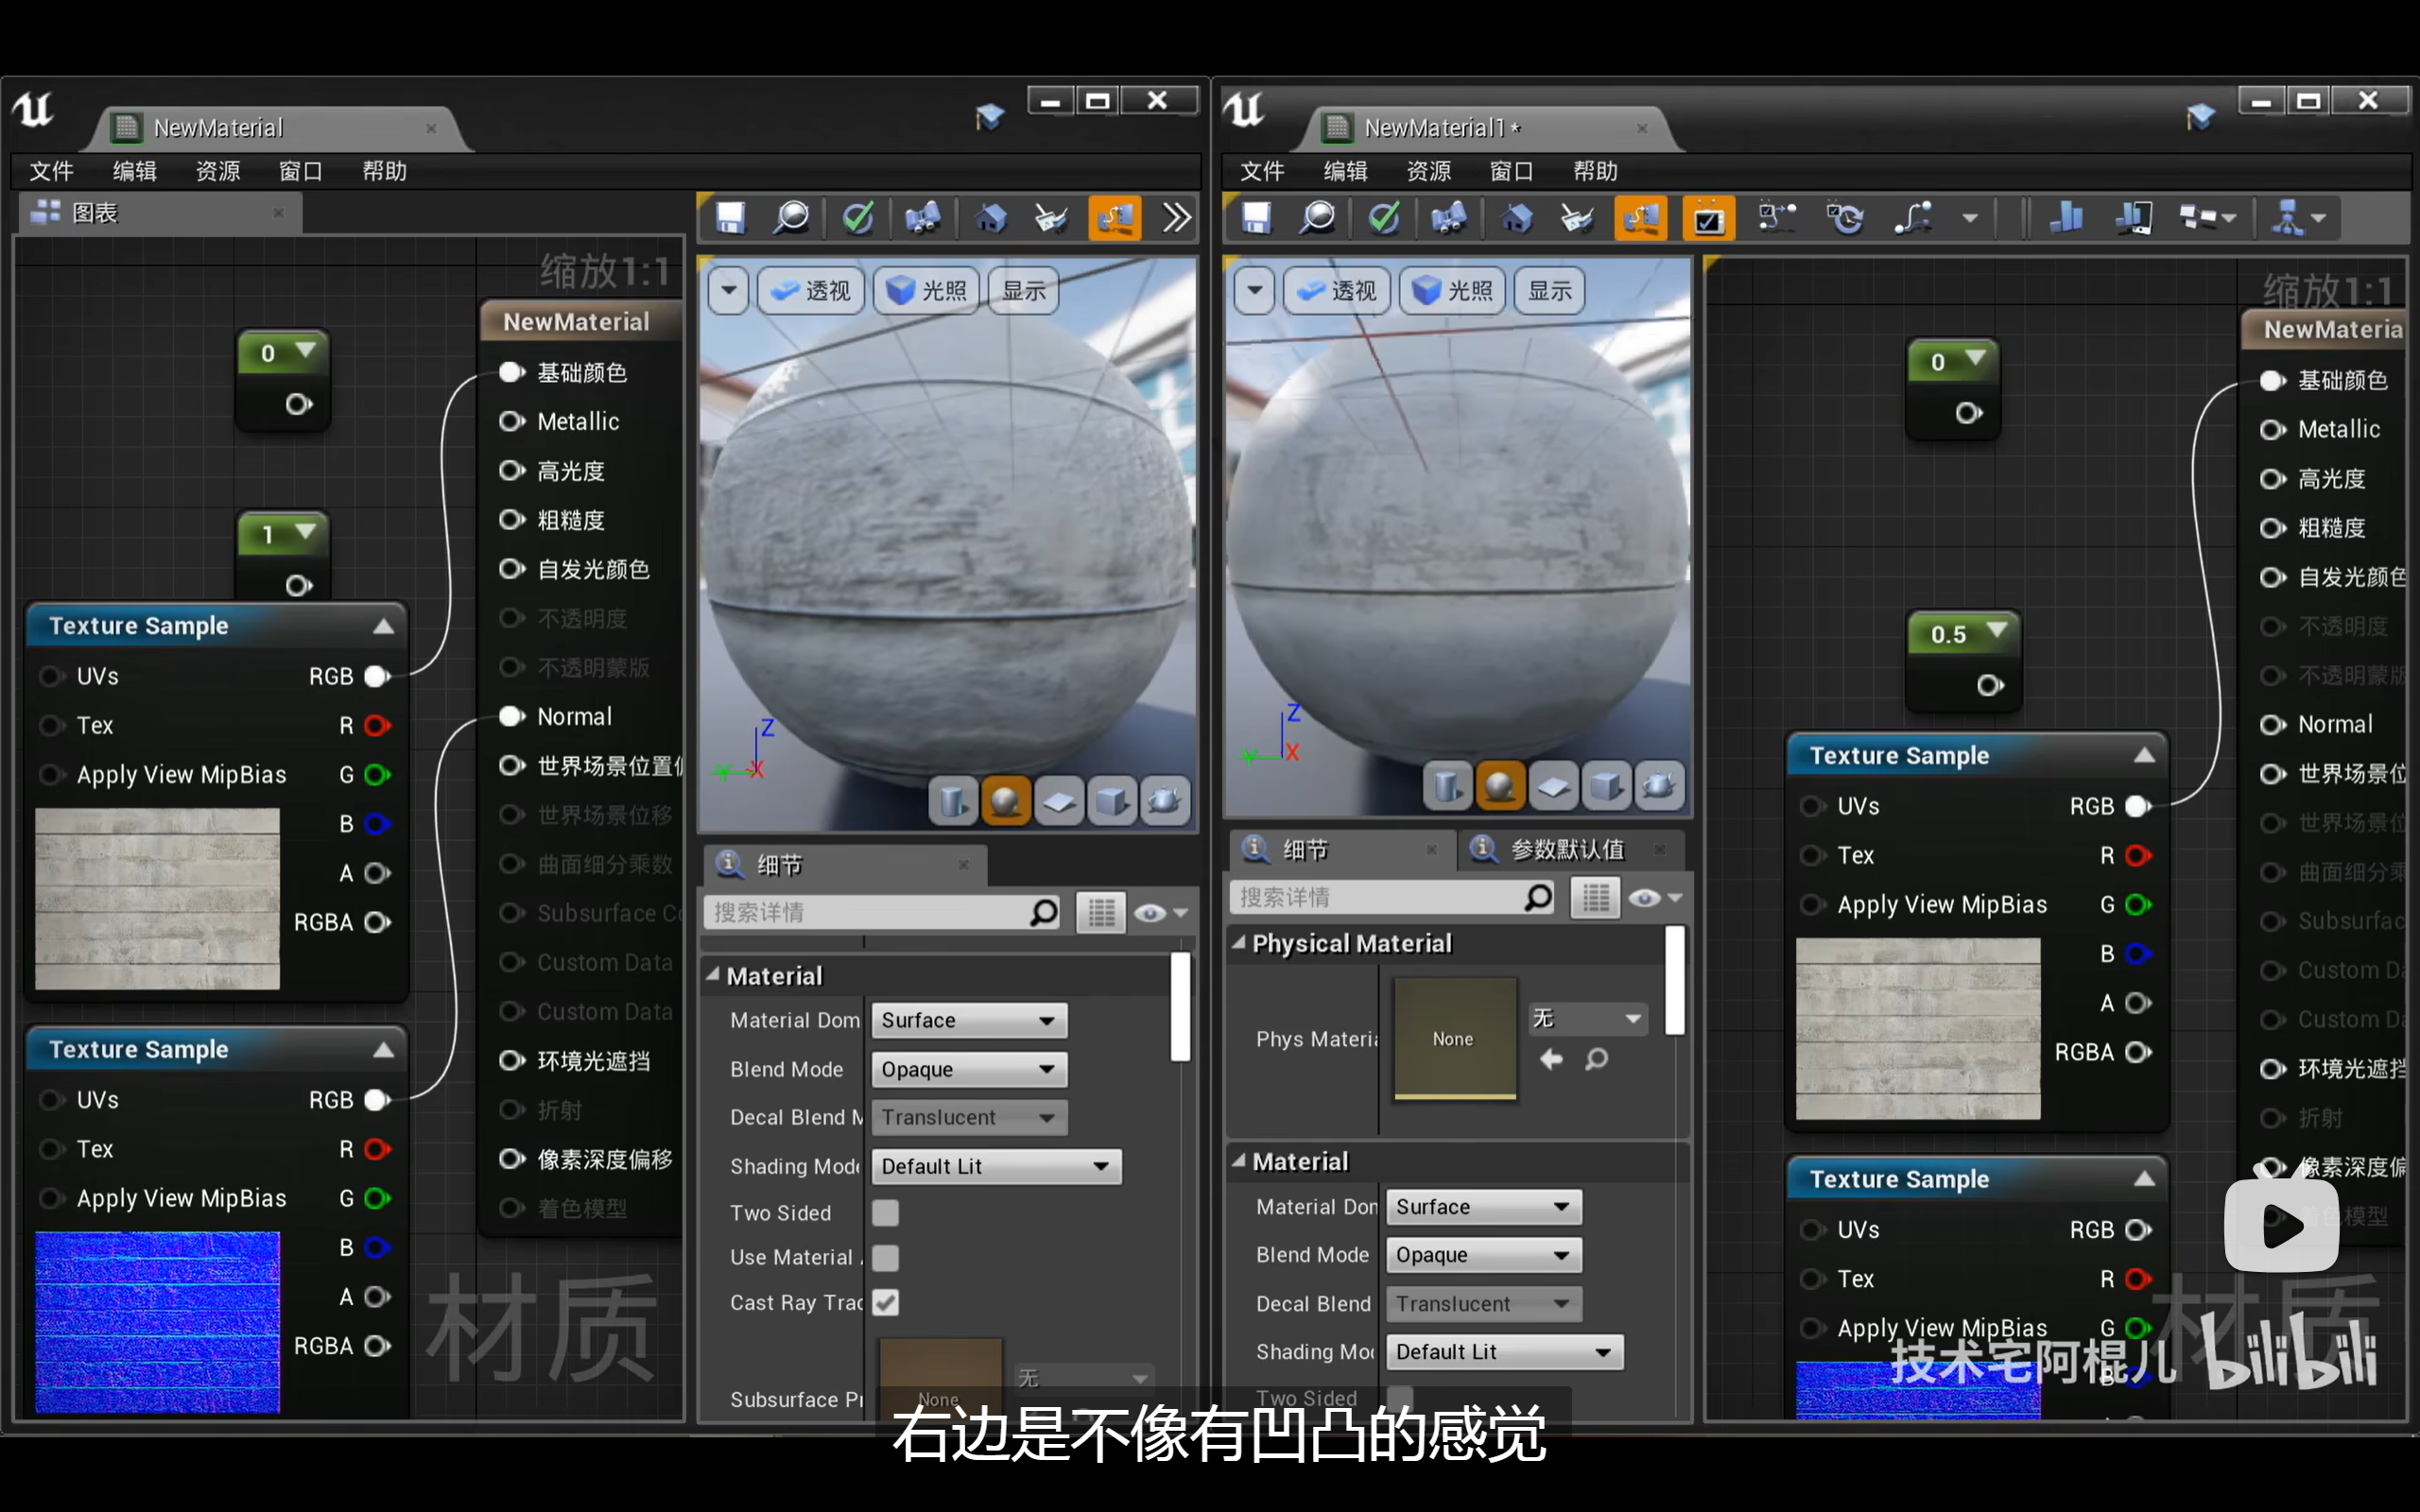 NewMaterial
文件 编辑 资源 窗口 帮助
图表
缩放1:1
0
1
NewMaterial
基础颜色
Metallic
高光度
粗糙度
自发光颜色
不透明度
不透明蒙版
Normal
世界场景位置偏
世界场景位移
曲面细分乘数
Subsurface Co
Custom Data
Custom Data
环境光遮挡
折射
像素深度偏移
着色模型
Texture Sample
UVs RGB
Tex R
Apply View MipBias G
B
A
RGBA
Texture Sample
UVs RGB
Tex R
Apply View MipBias G
B
A
RGBA
材质
透视 光照 显示
Z
Y X
细节
搜索详情
Material
Material Dom Surface
Blend Mode Opaque
Decal Blend M Translucent
Shading Mode Default Lit
Two Sided
Use Material
Cast Ray Trac
Subsurface Pr None 无
NewMaterial1*
文件 编辑 资源 窗口 帮助
透视 光照 显示
Z
Y X
细节 参数默认值
搜索详情
Physical Material
Phys Materia None 无
Material
Material Dom Surface
Blend Mode Opaque
Decal Blend Translucent
Shading Mod Default Lit
Two Sided
缩放1:1
0
0.5
NewMateria
基础颜色
Metallic
高光度
粗糙度
自发光颜色
不透明度
不透明蒙版
Normal
世界场景位
世界场景位
曲面细分乘
Subsurfac
Custom Da
Custom Da
环境光遮挡
折射
像素深度偏
着色模型
Texture Sample
UVs RGB
Tex R
Apply View MipBias G
B
A
RGBA
Texture Sample
UVs RGB
Tex R
Apply View MipBias G
B
材质
技术宅阿棍儿 bilibili
右边是不像有凹凸的感觉